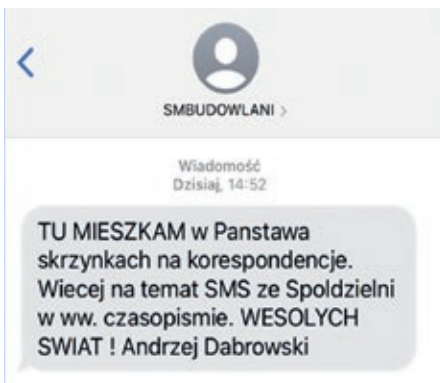 SMBUDOWLANI >
Wiadomość
Dzisiaj, 14:52
TU MIESZKAM w Panstawa
skrzynkach na korespondencje.
Wiecej na temat SMS ze Spoldzielni
w ww. czasopismie. WESOLYCH
SWIAT ! Andrzej Dabrowski